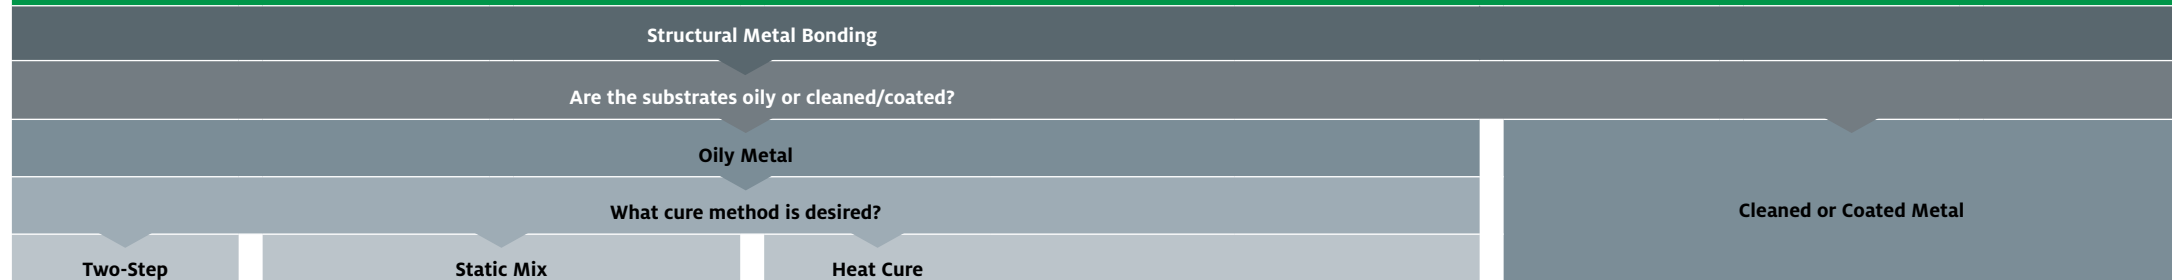 Structural Metal Bonding
Are the substrates oily or cleaned/coated?
Oily Metal
What cure method is desired?
Cleaned or Coated Metal
Two-Step
Static Mix
Heat Cure